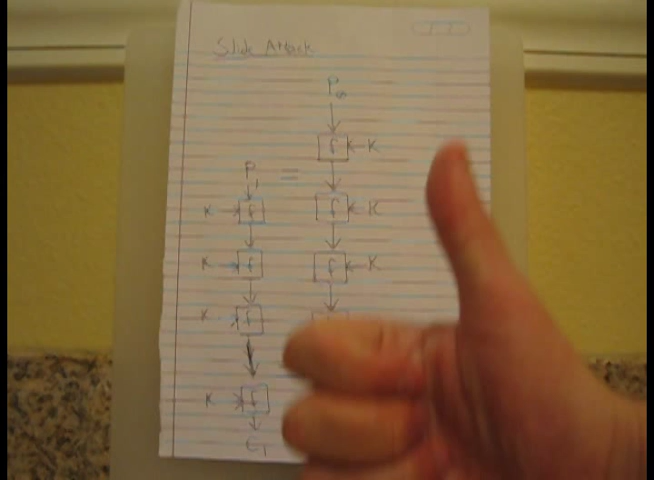 Slide Attack
P₀
f K
P₁ =
K f f K
K f f K
K f
K f
C₁